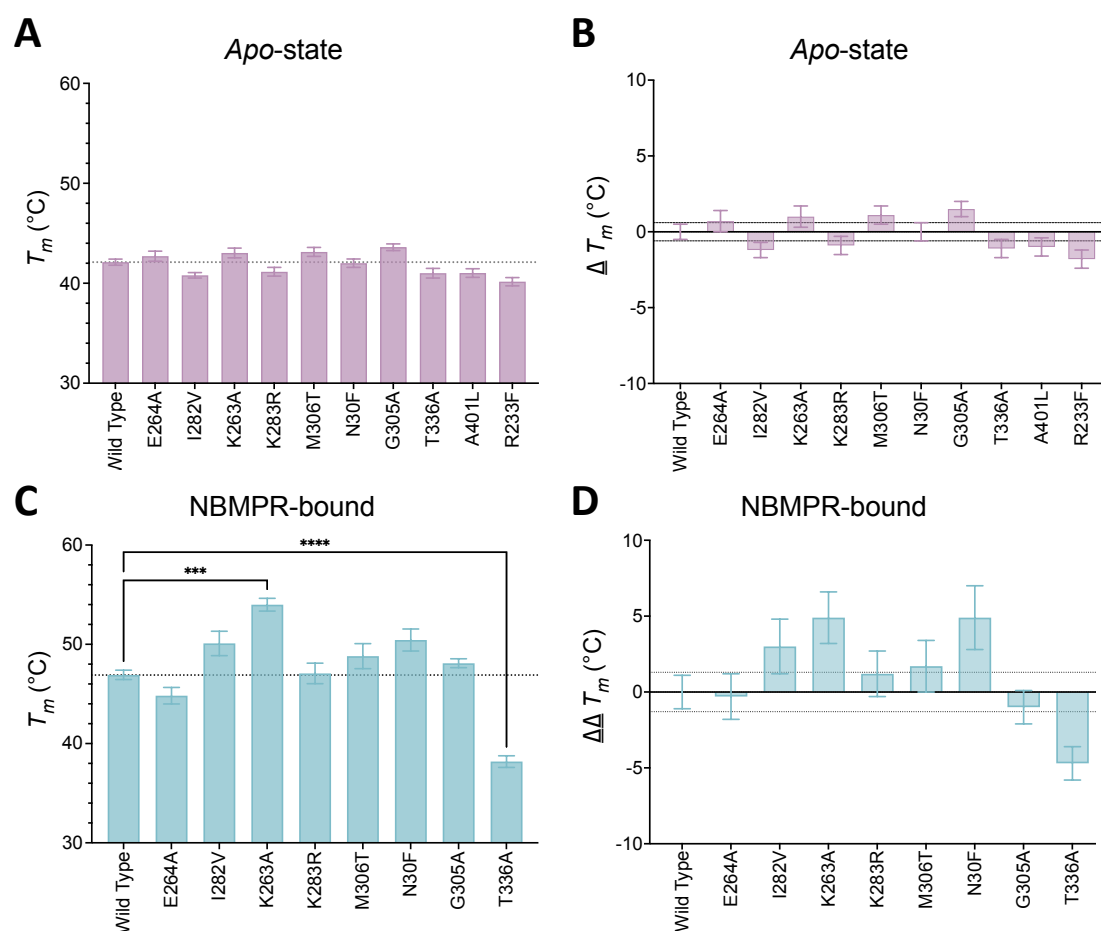 A
Apo-state
60
50
40
30
Tm (°C)
Wild Type
E264A
I282V
K263A
K283R
M306T
N30F
G305A
T336A
A401L
R233F
B
Apo-state
10
5
0
-5
-10
Δ Tm (°C)
Wild Type
E264A
I282V
K263A
K283R
M306T
N30F
G305A
T336A
A401L
R233F
C
NBMPR-bound
60
50
40
30
Tm (°C)
****
***
Wild Type
E264A
I282V
K263A
K283R
M306T
N30F
G305A
T336A
D
NBMPR-bound
10
5
0
-5
-10
ΔΔ Tm (°C)
Wild Type
E264A
I282V
K263A
K283R
M306T
N30F
G305A
T336A